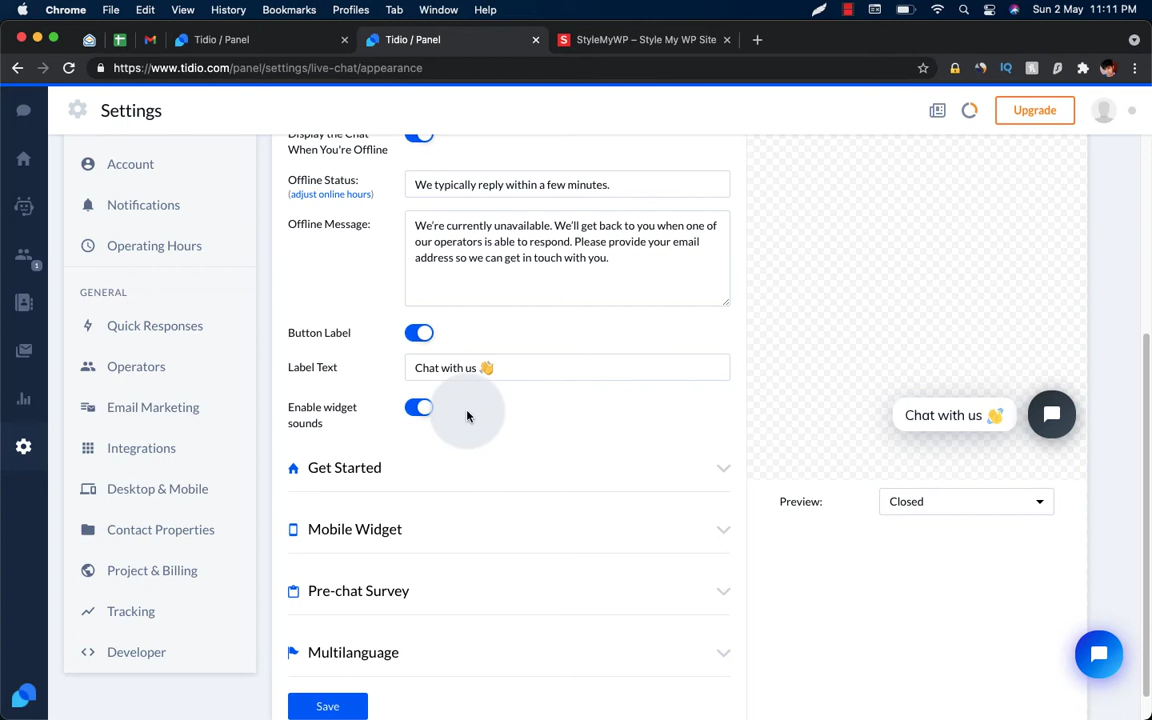 Chrome File Edit View History Bookmarks Profiles Tab Window Help Sun 2 May 11:11 PM
Tidio / Panel Tidio / Panel StyleMyWP – Style My WP Site
https://www.tidio.com/panel/settings/live-chat/appearance
Settings
Upgrade
Account
Notifications
Operating Hours
GENERAL
Quick Responses
Operators
Email Marketing
Integrations
Desktop & Mobile
Contact Properties
Project & Billing
Tracking
Developer
1
Display the Chat
When You're Offline
Offline Status:
(adjust online hours)
We typically reply within a few minutes.
Offline Message:
We're currently unavailable. We'll get back to you when one of
our operators is able to respond. Please provide your email
address so we can get in touch with you.
Button Label
Label Text
Chat with us 👋
Enable widget
sounds
Get Started
Mobile Widget
Pre-chat Survey
Multilanguage
Save
Chat with us 👋
Preview:
Closed